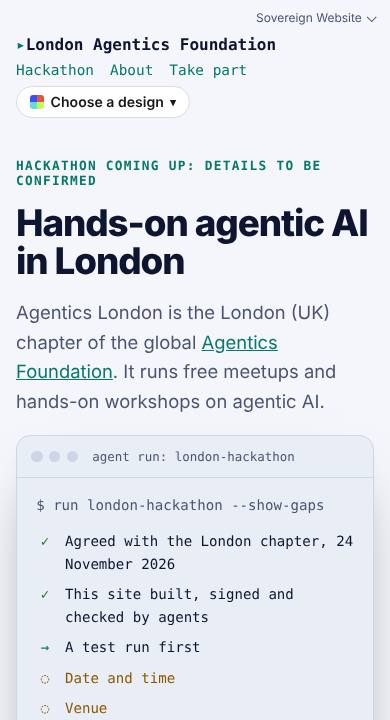 Sovereign Website
▸London Agentics Foundation
Hackathon About Take part
Choose a design ▾
HACKATHON COMING UP: DETAILS TO BE
CONFIRMED
Hands-on agentic AI
in London
Agentics London is the London (UK)
chapter of the global Agentics
Foundation. It runs free meetups and
hands-on workshops on agentic AI.
agent run: london-hackathon
$ run london-hackathon --show-gaps
✓ Agreed with the London chapter, 24
November 2026
✓ This site built, signed and
checked by agents
→ A test run first
◌ Date and time
◌ Venue